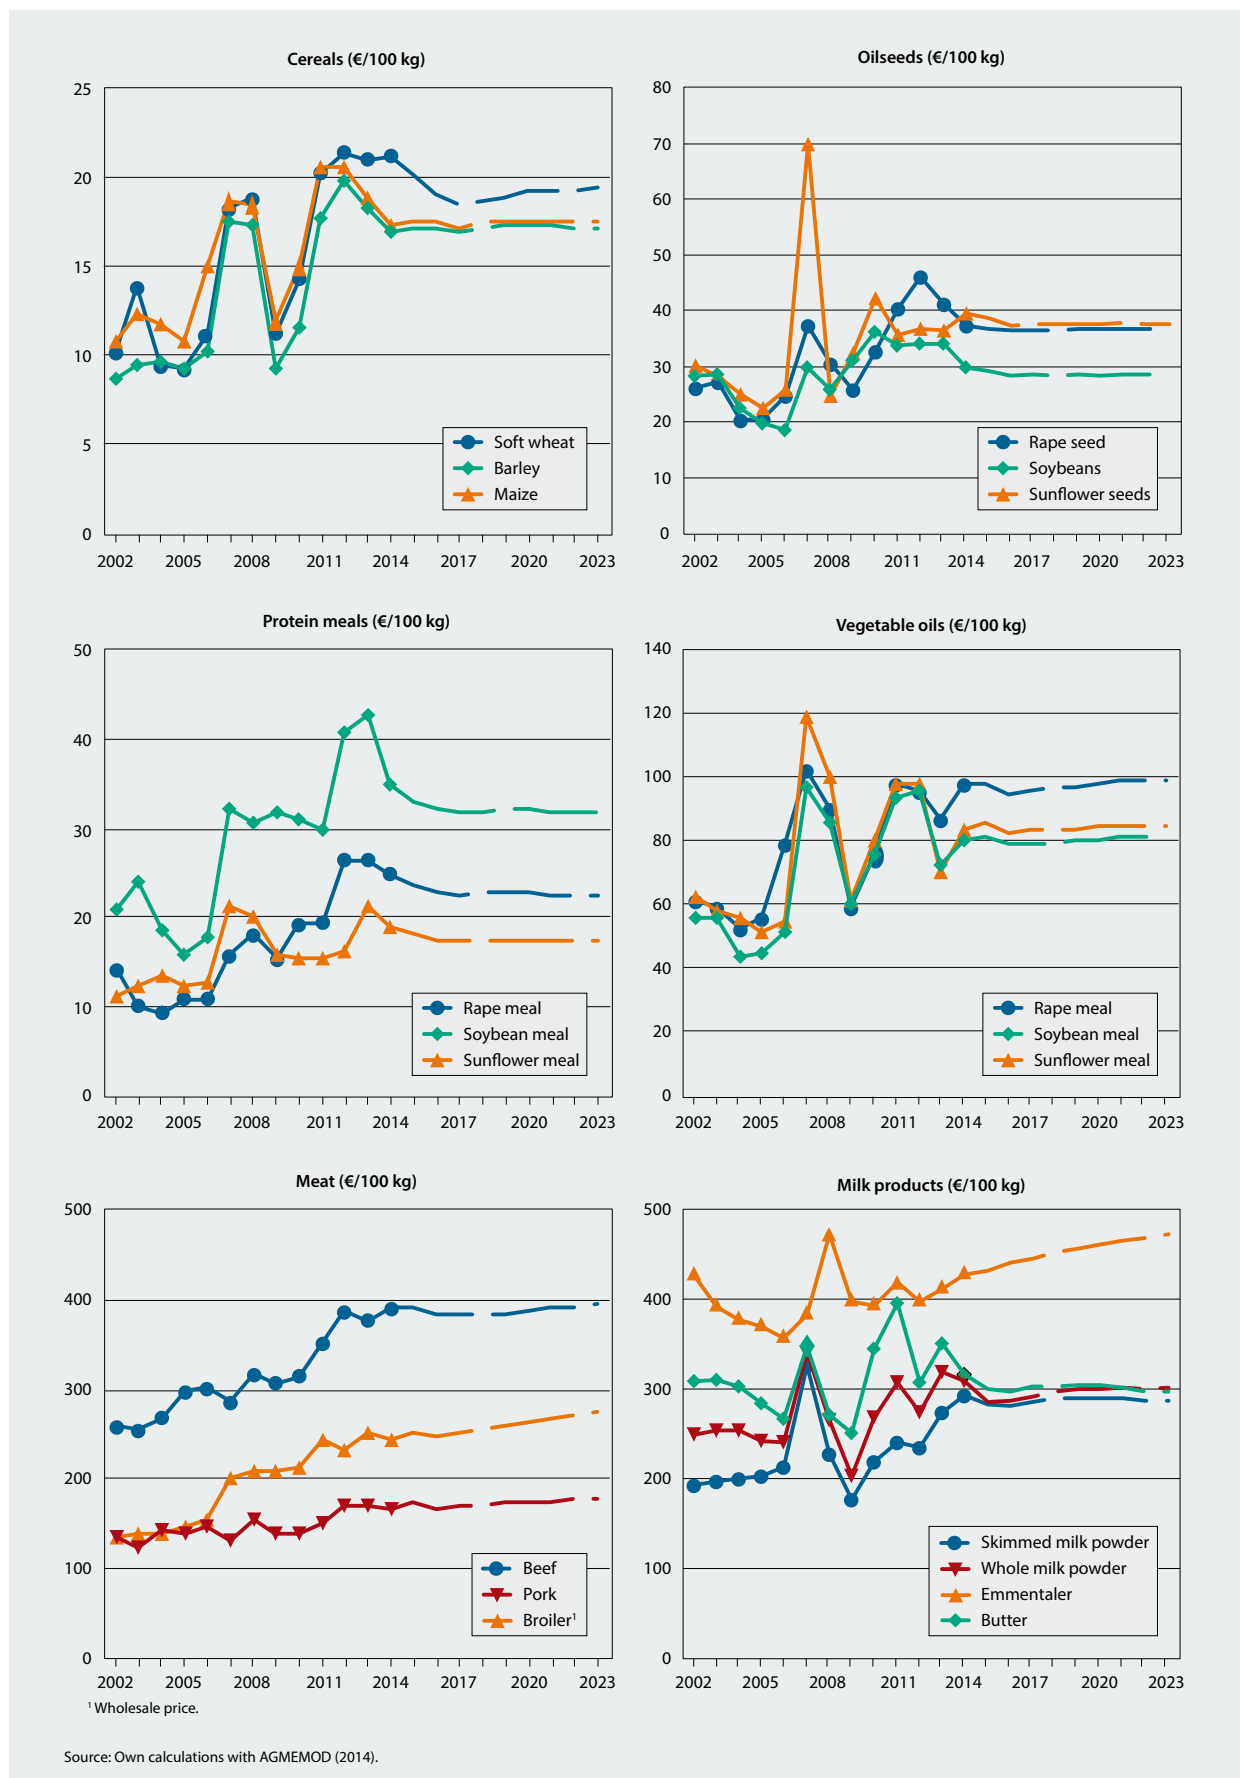 Cereals (€/100 kg)
25
20
15
10
5
0
Soft wheat
Barley
Maize
2002 2005 2008 2011 2014 2017 2020 2023
Oilseeds (€/100 kg)
80
70
60
50
40
30
20
10
0
Rape seed
Soybeans
Sunflower seeds
2002 2005 2008 2011 2014 2017 2020 2023
Protein meals (€/100 kg)
50
40
30
20
10
0
Rape meal
Soybean meal
Sunflower meal
2002 2005 2008 2011 2014 2017 2020 2023
Vegetable oils (€/100 kg)
140
120
100
80
60
40
20
0
Rape meal
Soybean meal
Sunflower meal
2002 2005 2008 2011 2014 2017 2020 2023
Meat (€/100 kg)
500
400
300
200
100
0
Beef
Pork
Broiler¹
2002 2005 2008 2011 2014 2017 2020 2023
Milk products (€/100 kg)
500
400
300
200
100
0
Skimmed milk powder
Whole milk powder
Emmentaler
Butter
2002 2005 2008 2011 2014 2017 2020 2023
¹ Wholesale price.
Source: Own calculations with AGMEMOD (2014).